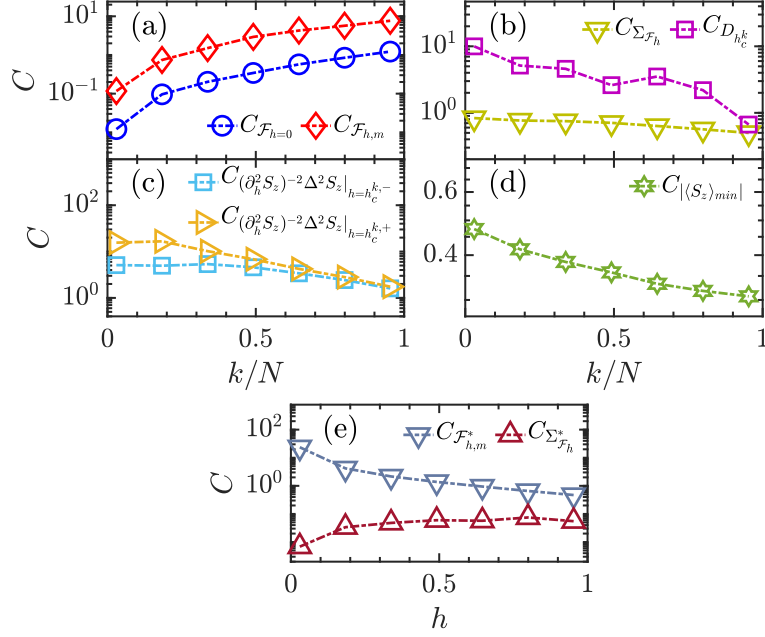 (a)
C
10^1
10^{-1}
C_{\mathcal{F}_{h=0}} C_{\mathcal{F}_{h,m}}
(b)
C_{\Sigma_{\mathcal{F}_h}} C_{D_{h_c^k}}
10^1
10^0
(c)
C_{(\partial_h^2 S_z)^{-2}\Delta^2 S_z|_{h=h_c^{k,-}}}
C_{(\partial_h^2 S_z)^{-2}\Delta^2 S_z|_{h=h_c^{k,+}}}
C
10^2
10^0
0 0.5 1
k/N
(d)
C_{|\langle S_z\rangle_{min}|}
0.6
0.4
0 0.5 1
k/N
(e)
C_{\mathcal{F}^*_{h,m}} C_{\Sigma^*_{\mathcal{F}_h}}
C
10^2
10^0
0 0.5 1
h